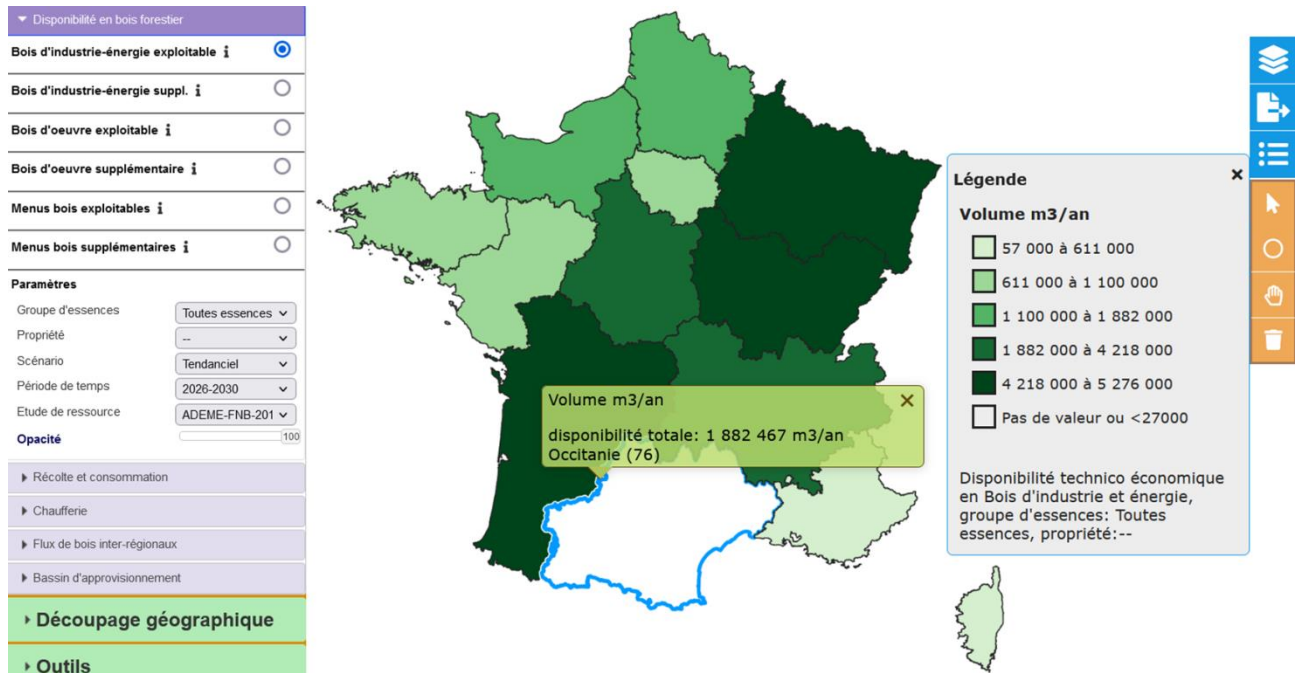 Disponibilité en bois forestier
Bois d'industrie-énergie exploitable i
Bois d'industrie-énergie suppl. i
Bois d'oeuvre exploitable i
Bois d'oeuvre supplémentaire i
Menus bois exploitables i
Menus bois supplémentaires i
Paramètres
Groupe d'essences Toutes essences
Propriété --
Scénario Tendanciel
Période de temps 2026-2030
Etude de ressource ADEME-FNB-201
Opacité 100
Récolte et consommation
Chaufferie
Flux de bois inter-régionaux
Bassin d'approvisionnement
Découpage géographique
Outils
Volume m3/an
disponibilité totale: 1 882 467 m3/an
Occitanie (76)
Légende
Volume m3/an
57 000 à 611 000
611 000 à 1 100 000
1 100 000 à 1 882 000
1 882 000 à 4 218 000
4 218 000 à 5 276 000
Pas de valeur ou <27000
Disponibilité technico économique
en Bois d'industrie et énergie,
groupe d'essences: Toutes
essences, propriété:--